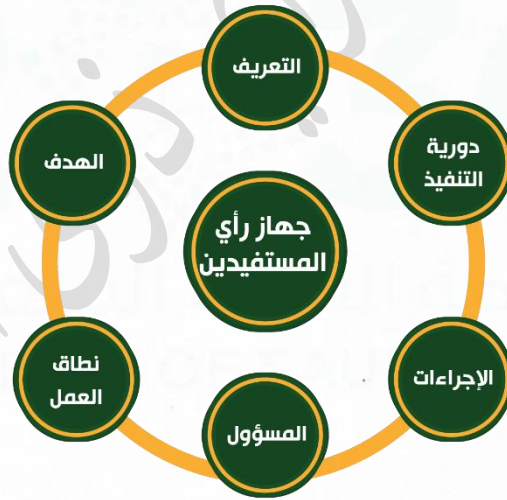 التعريف
دورية
التنفيذ
الهدف
جهاز رأي
المستفيدين
نطاق
العمل
الإجراءات
المسؤول